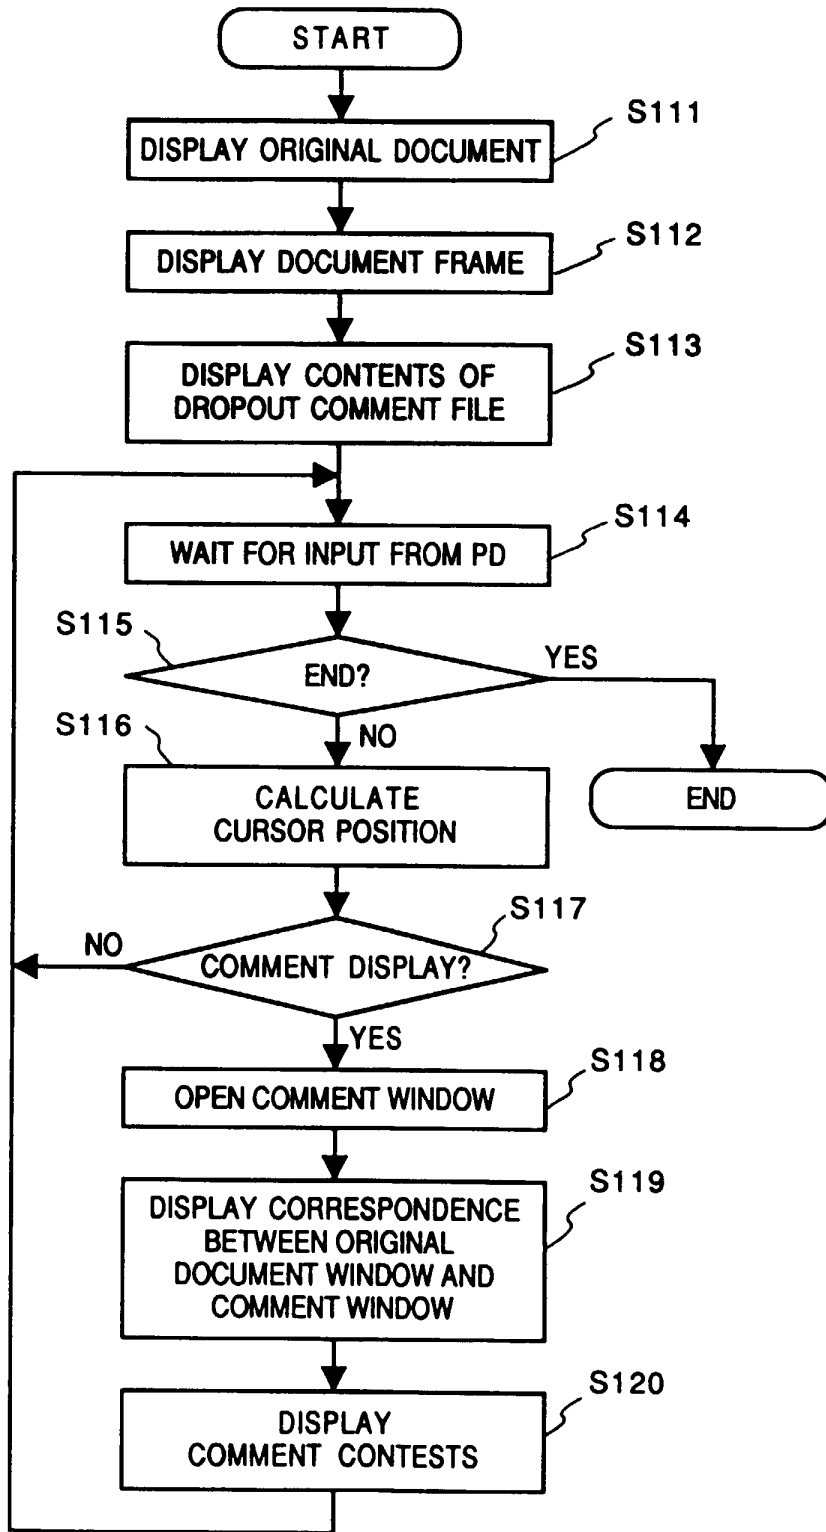 START
S111
DISPLAY ORIGINAL DOCUMENT
S112
DISPLAY DOCUMENT FRAME
S113
DISPLAY CONTENTS OF
DROPOUT COMMENT FILE
S114
WAIT FOR INPUT FROM PD
S115
END?
YES
S116
NO
CALCULATE
CURSOR POSITION
END
S117
NO
COMMENT DISPLAY?
YES
S118
OPEN COMMENT WINDOW
S119
DISPLAY CORRESPONDENCE
BETWEEN ORIGINAL
DOCUMENT WINDOW AND
COMMENT WINDOW
S120
DISPLAY
COMMENT CONTESTS